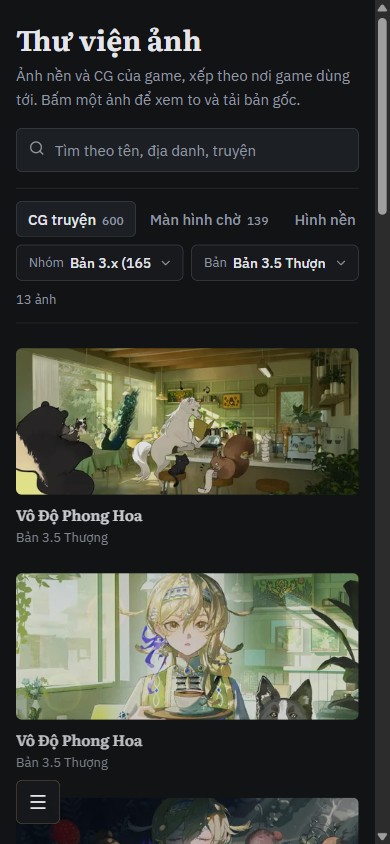 Thư viện ảnh
Ảnh nền và CG của game, xếp theo nơi game dùng
tới. Bấm một ảnh để xem to và tải bản gốc.
Tìm theo tên, địa danh, truyện
CG truyện 600 Màn hình chờ 139 Hình nền
Nhóm Bản 3.x (165 Bản Bản 3.5 Thượn
13 ảnh
Vô Độ Phong Hoa
Bản 3.5 Thượng
Vô Độ Phong Hoa
Bản 3.5 Thượng